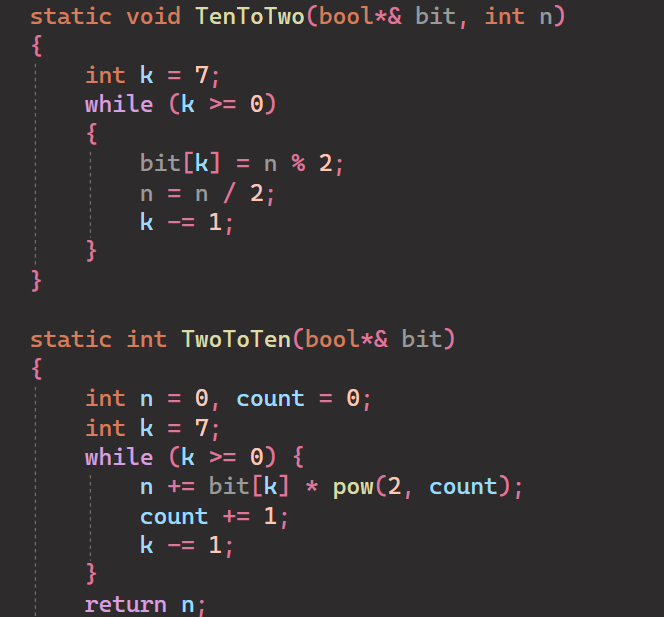 static void TenToTwo(bool*& bit, int n)
{
    int k = 7;
    while (k >= 0)
    {
        bit[k] = n % 2;
        n = n / 2;
        k -= 1;
    }
}

static int TwoToTen(bool*& bit)
{
    int n = 0, count = 0;
    int k = 7;
    while (k >= 0) {
        n += bit[k] * pow(2, count);
        count += 1;
        k -= 1;
    }
    return n;